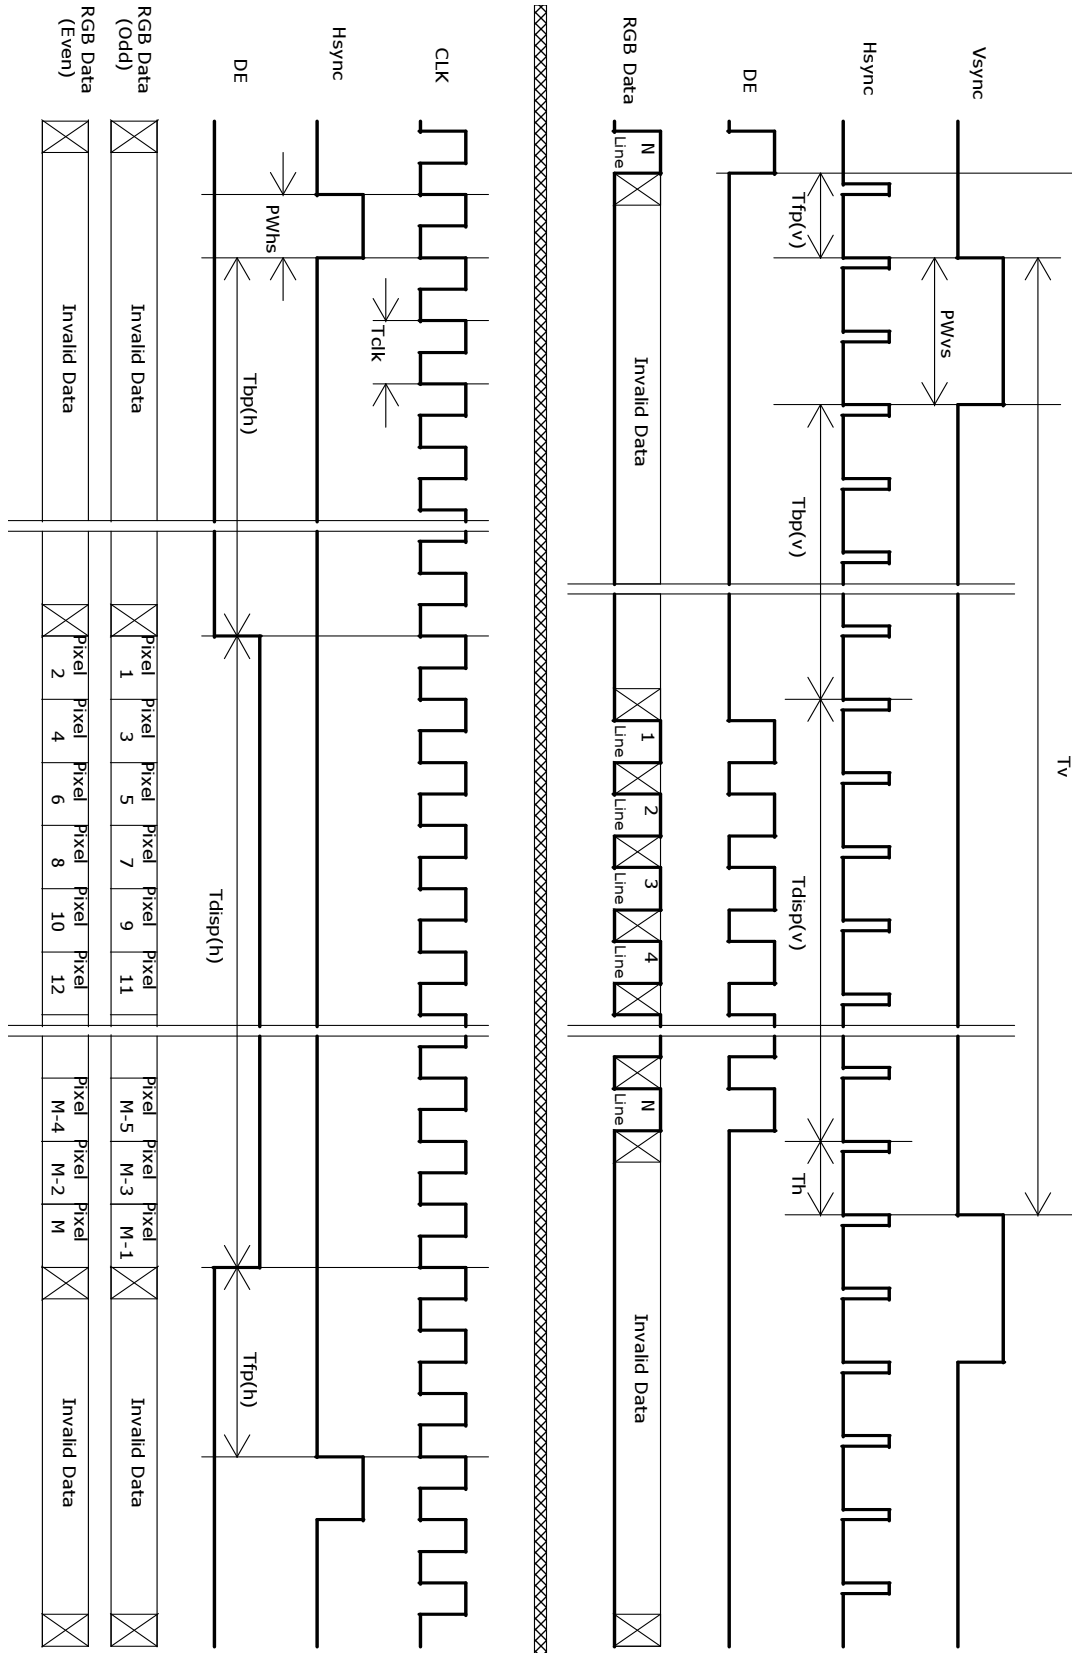 Vsync
Tv
PWvs
Hsync
Tfp(v)
Tbp(v)
Tdisp(v)
Th
DE
RGB Data
Line N
Invalid Data
Line 1
Line 2
Line 3
Line 4
Line N
Invalid Data
CLK
Tclk
Hsync
PWhs
DE
Tbp(h)
Tdisp(h)
Tfp(h)
RGB Data
(Odd)
Invalid Data
Pixel 1
Pixel 3
Pixel 5
Pixel 7
Pixel 9
Pixel 11
Pixel M-5
Pixel M-3
Pixel M-1
Invalid Data
RGB Data
(Even)
Invalid Data
Pixel 2
Pixel 4
Pixel 6
Pixel 8
Pixel 10
Pixel 12
Pixel M-4
Pixel M-2
Pixel M
Invalid Data